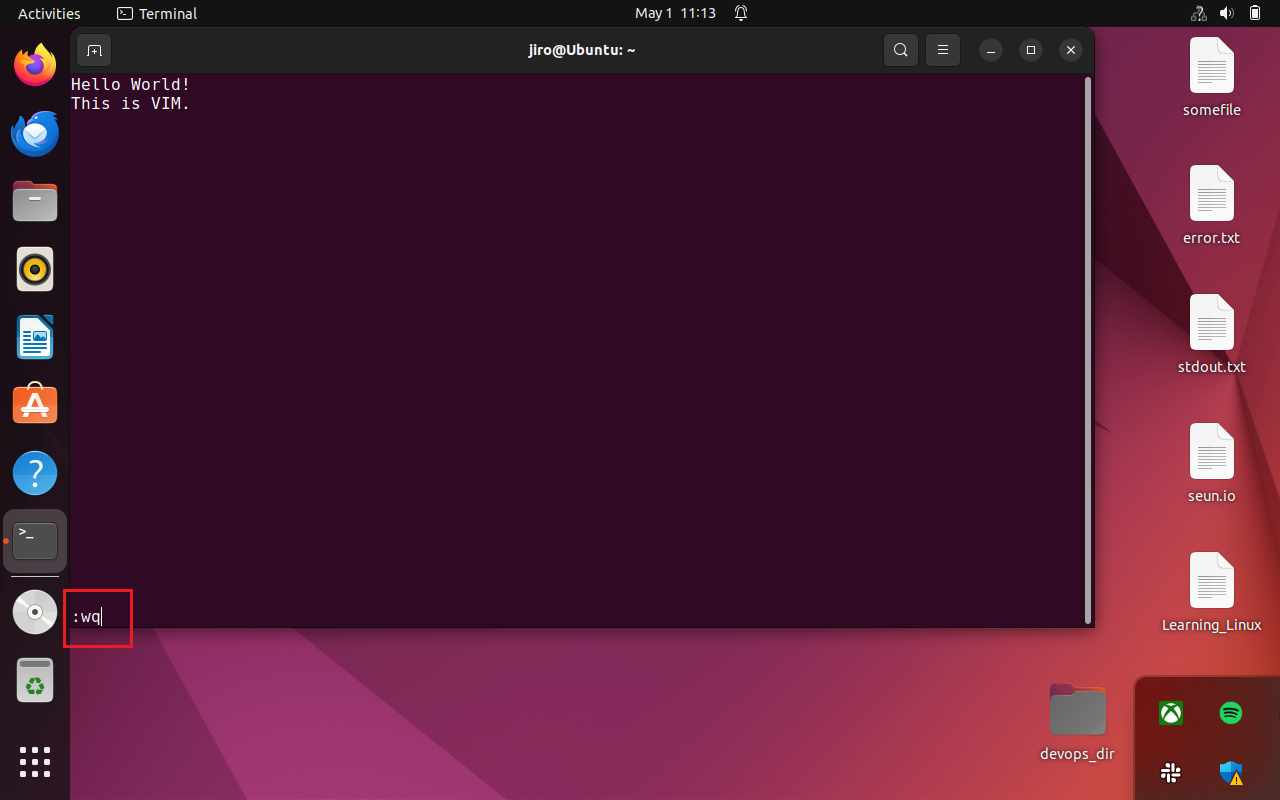 Activities
Terminal
May 1 11:13
jiro@Ubuntu: ~
Hello World!
This is VIM.
:wq
somefile
error.txt
stdout.txt
seun.io
Learning_Linux
devops_dir